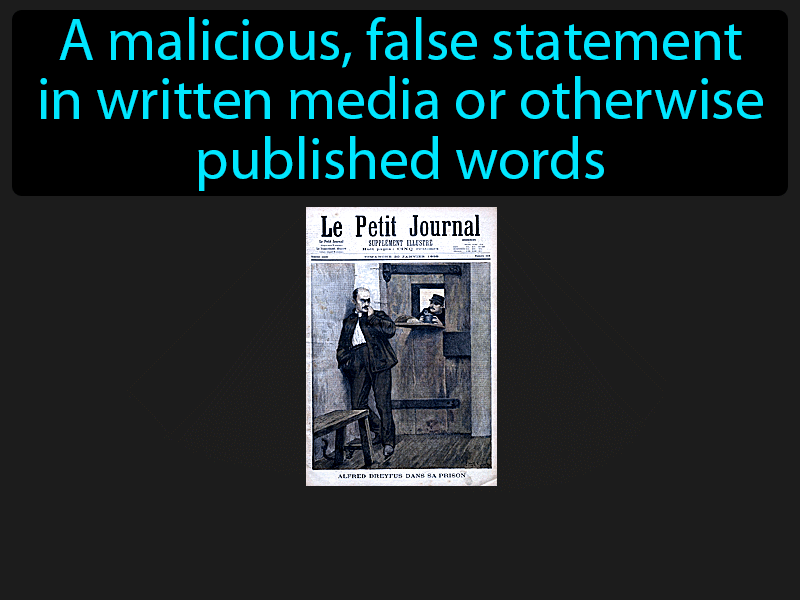 A malicious, false statement
in written media or otherwise
published words
Le Petit Journal
SUPPLÉMENT ILLUSTRÉ
ALFRED DREYFUS DANS SA PRISON